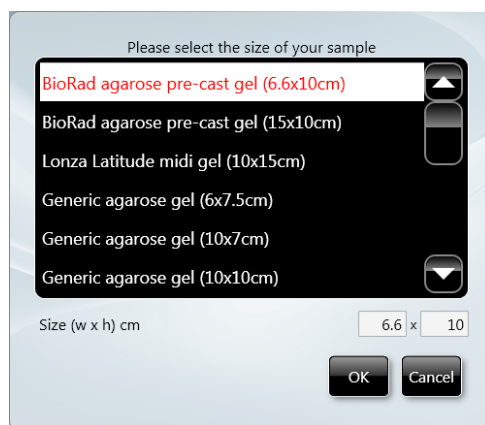 Please select the size of your sample
BioRad agarose pre-cast gel (6.6x10cm)
BioRad agarose pre-cast gel (15x10cm)
Lonza Latitude midi gel (10x15cm)
Generic agarose gel (6x7.5cm)
Generic agarose gel (10x7cm)
Generic agarose gel (10x10cm)
Size (w x h) cm 6.6 x 10
OK Cancel